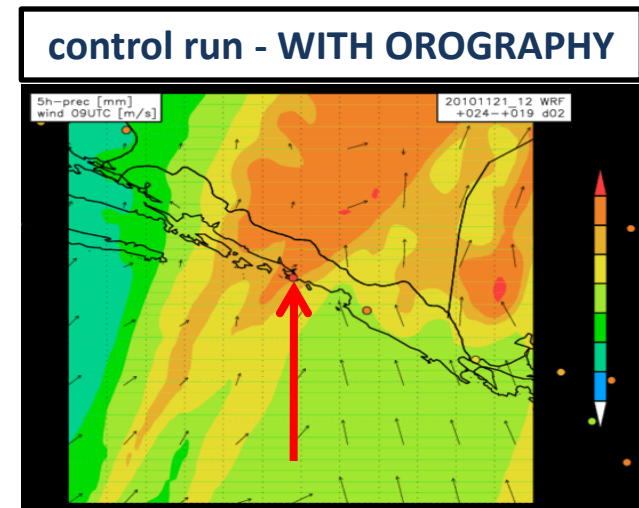 control run - WITH OROGRAPHY
5h-prec [mm]
wind 09UTC [m/s]
20101121_12 WRF
+024-+019 d02